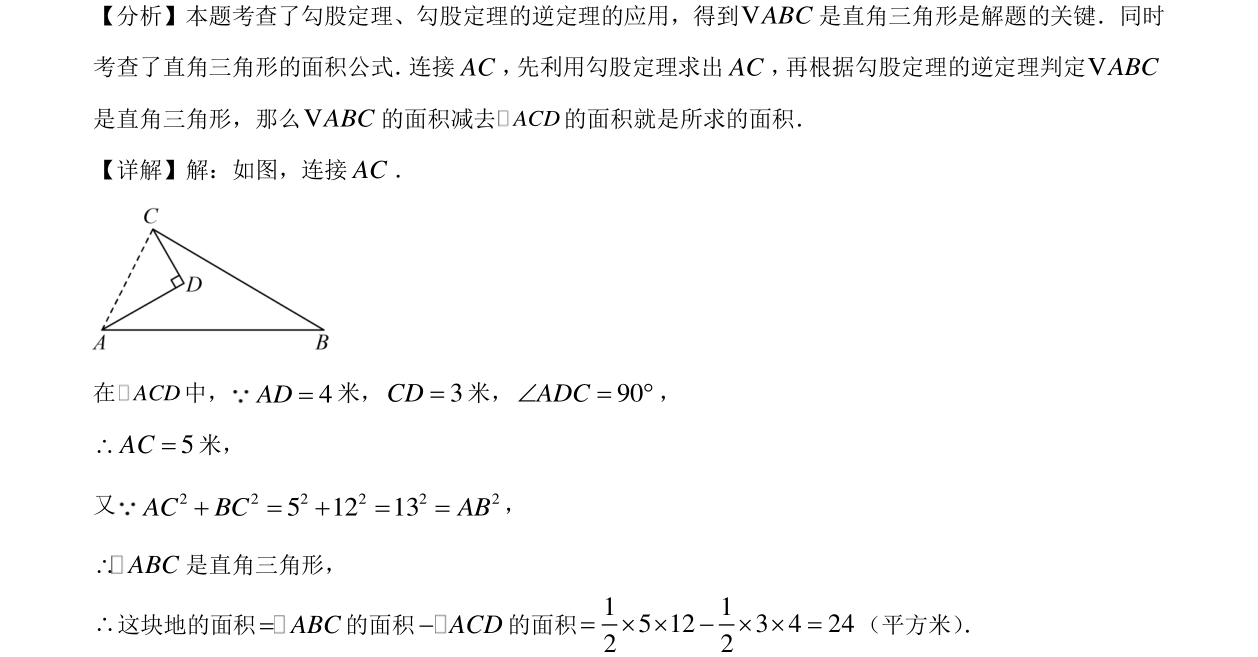 【分析】本题考查了勾股定理、勾股定理的逆定理的应用，得到VABC 是直角三角形是解题的关键．同时
考查了直角三角形的面积公式．连接 AC ，先利用勾股定理求出 AC ，再根据勾股定理的逆定理判定VABC
是直角三角形，那么VABC 的面积减去□ACD的面积就是所求的面积．
【详解】解：如图，连接 AC ．
C
D
A
B
在□ACD中，∵ AD = 4米， CD = 3米， ∠ADC = 90° ，
∴ AC = 5米，
又∵ AC² + BC² = 5² +12² =13² = AB²，
∴□ABC 是直角三角形，
∴这块地的面积=□ABC的面积−□ACD的面积= 1/2 ×5×12 − 1/2 ×3×4 = 24（平方米）．